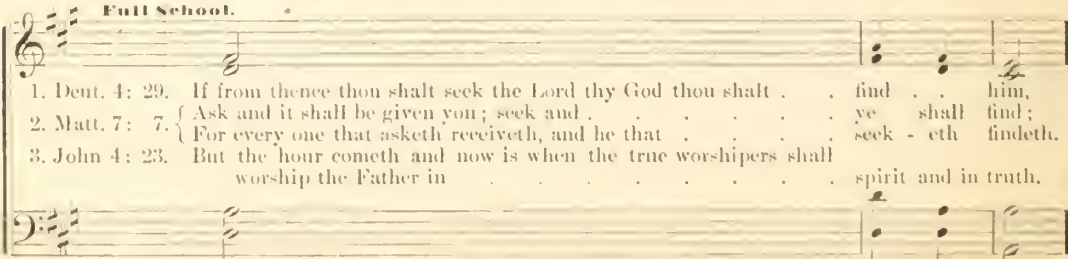 Full School.
1. Deut. 4: 29. If from thence thou shalt seek the Lord thy God thou shalt . . find . . him,
2. Matt. 7: 7. { Ask and it shall be given you; seek and . . . . . . ye shall find;
For every one that asketh receiveth, and he that . . . . seek - eth findeth.
3. John 4: 23. But the hour cometh and now is when the true worshipers shall
worship the Father in . . . . . . . spirit and in truth.